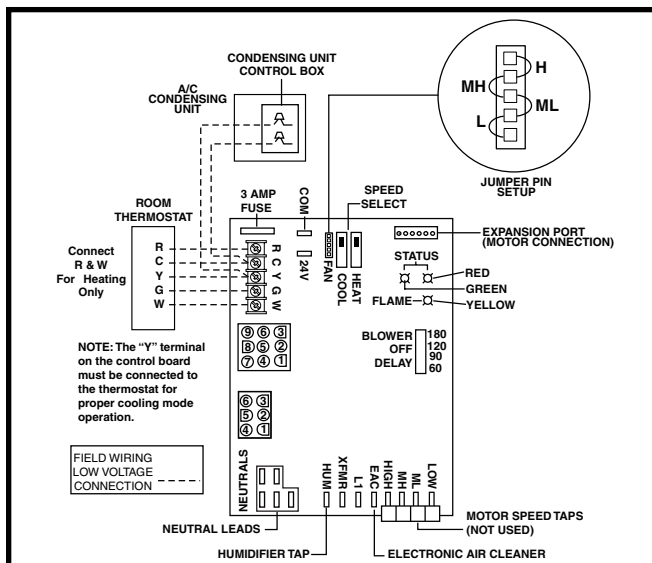 CONDENSING UNIT
CONTROL BOX
A/C
CONDENSING
UNIT
H
MH
ML
L
JUMPER PIN
SETUP
ROOM
THERMOSTAT
3 AMP
FUSE
COM
SPEED
SELECT
EXPANSION PORT
(MOTOR CONNECTION)
STATUS
RED
GREEN
FLAME
YELLOW
Connect
R & W
For Heating
Only
R
C
Y
G
W
R
C
Y
G
W
24V
FAN
COOL
HEAT
NOTE: The “Y” terminal
on the control board
must be connected to
the thermostat for
proper cooling mode
operation.
9 6 3
8 5 2
7 4 1
BLOWER
OFF
DELAY
180
120
90
60
6 3
5 2
4 1
FIELD WIRING
LOW VOLTAGE
CONNECTION
NEUTRALS
HUM
XFMR
L1
EAC
HIGH
MH
ML
LOW
NEUTRAL LEADS
MOTOR SPEED TAPS
(NOT USED)
HUMIDIFIER TAP
ELECTRONIC AIR CLEANER